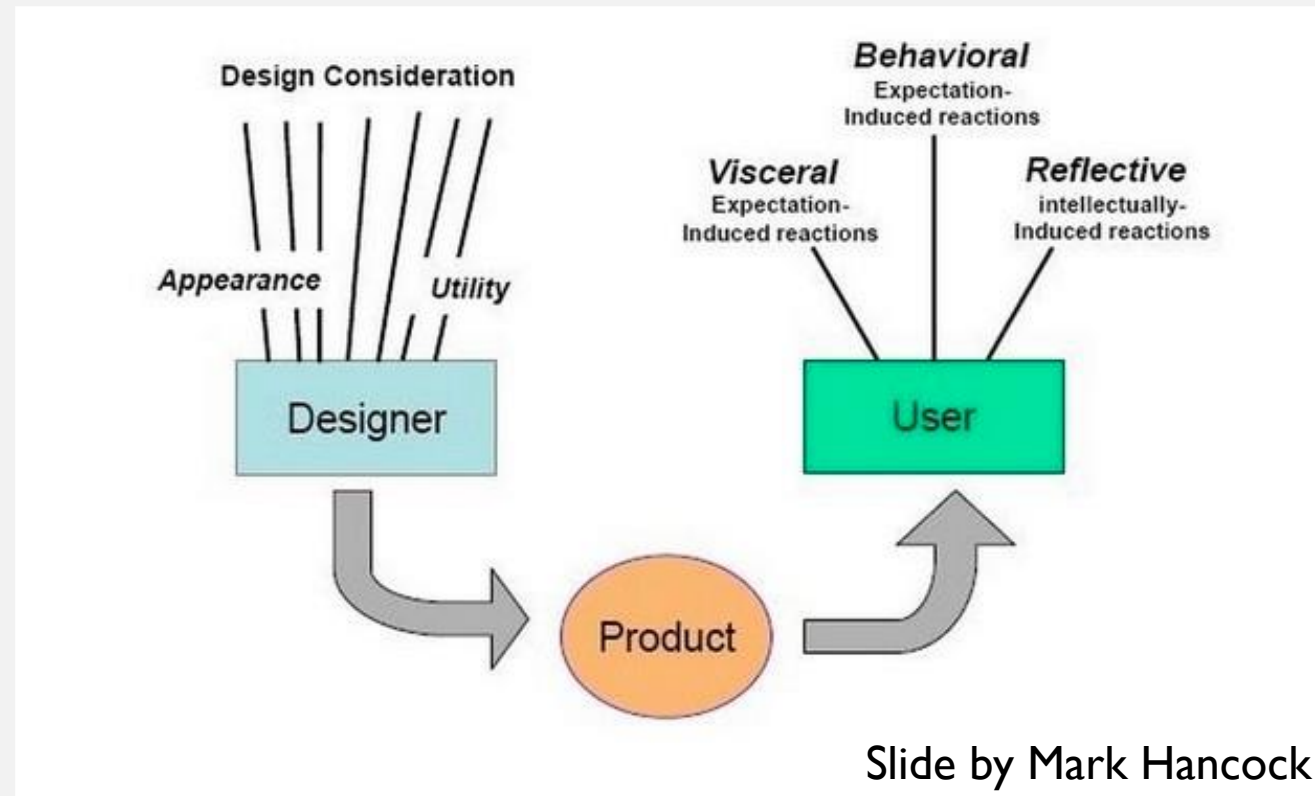 Design Consideration
Appearance
Utility
Designer
Behavioral
Expectation-
Induced reactions
Visceral
Expectation-
Induced reactions
Reflective
intellectually-
Induced reactions
User
Product
Slide by Mark Hancock